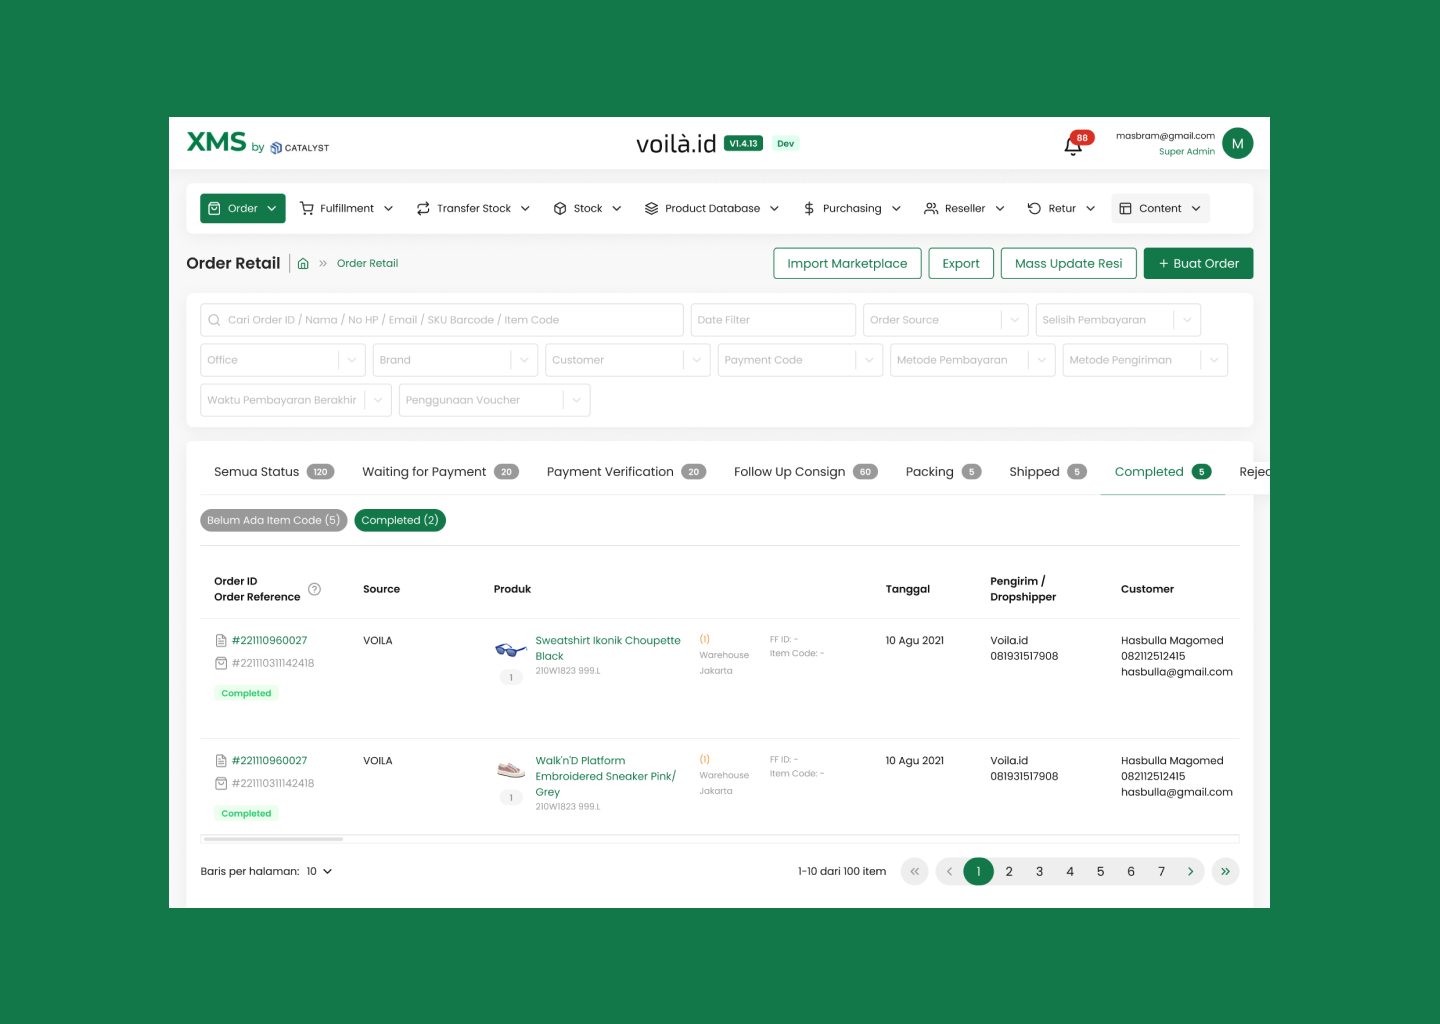 XMS by CATALYST
voilà.id V1.4.13 Dev
88
masbram@gmail.com
Super Admin
M
Order
Fulfillment
Transfer Stock
Stock
Product Database
Purchasing
Reseller
Retur
Content
Order Retail
Order Retail
Import Marketplace
Export
Mass Update Resi
+ Buat Order
Cari Order ID / Nama / No HP / Email / SKU Barcode / Item Code
Date Filter
Order Source
Selisih Pembayaran
Office
Brand
Customer
Payment Code
Metode Pembayaran
Metode Pengiriman
Waktu Pembayaran Berakhir
Penggunaan Voucher
Semua Status 120
Waiting for Payment 20
Payment Verification 20
Follow Up Consign 60
Packing 5
Shipped 5
Completed 5
Rejec
Belum Ada Item Code (5)
Completed (2)
Order ID
Order Reference
Source
Produk
Tanggal
Pengirim /
Dropshipper
Customer
#221110960027
#221110311142418
Completed
VOILA
1
Sweatshirt Ikonik Choupette
Black
210W1823 999.L
(1)
Warehouse
Jakarta
FF ID: -
Item Code: -
10 Agu 2021
Voila.id
081931517908
Hasbulla Magomed
082112512415
hasbulla@gmail.com
#221110960027
#221110311142418
Completed
VOILA
1
Walk'n'D Platform
Embroidered Sneaker Pink/
Grey
210W1823 999.L
(1)
Warehouse
Jakarta
FF ID: -
Item Code: -
10 Agu 2021
Voila.id
081931517908
Hasbulla Magomed
082112512415
hasbulla@gmail.com
Baris per halaman: 10
1-10 dari 100 item
1 2 3 4 5 6 7